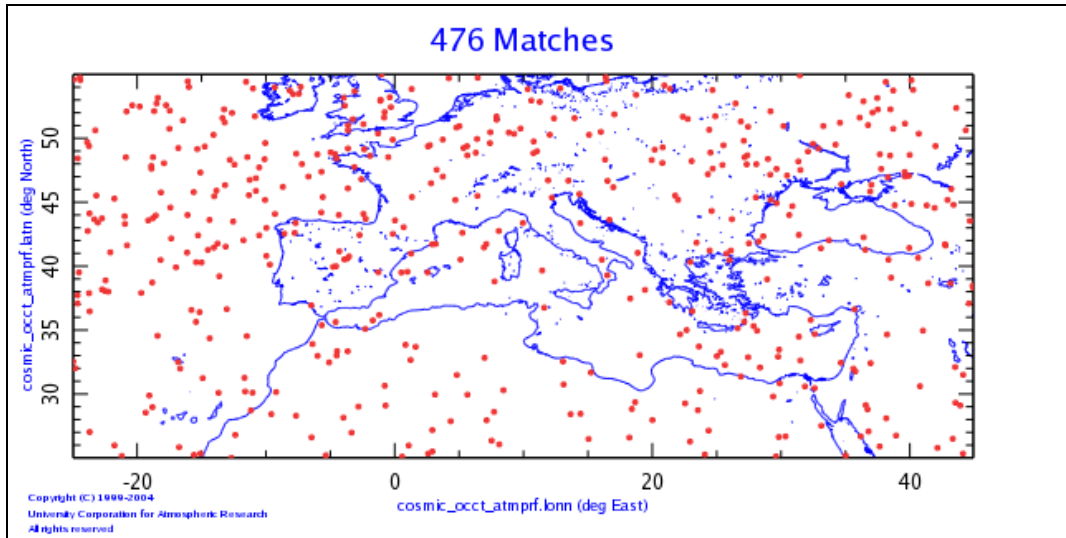 476 Matches
50
45
40
35
30
cosmic_occt_atmprf.latn (deg North)
-20
0
20
40
cosmic_occt_atmprf.lonn (deg East)
Copyright (C) 1999-2004
University Corporation for Atmospheric Research
All rights reserved